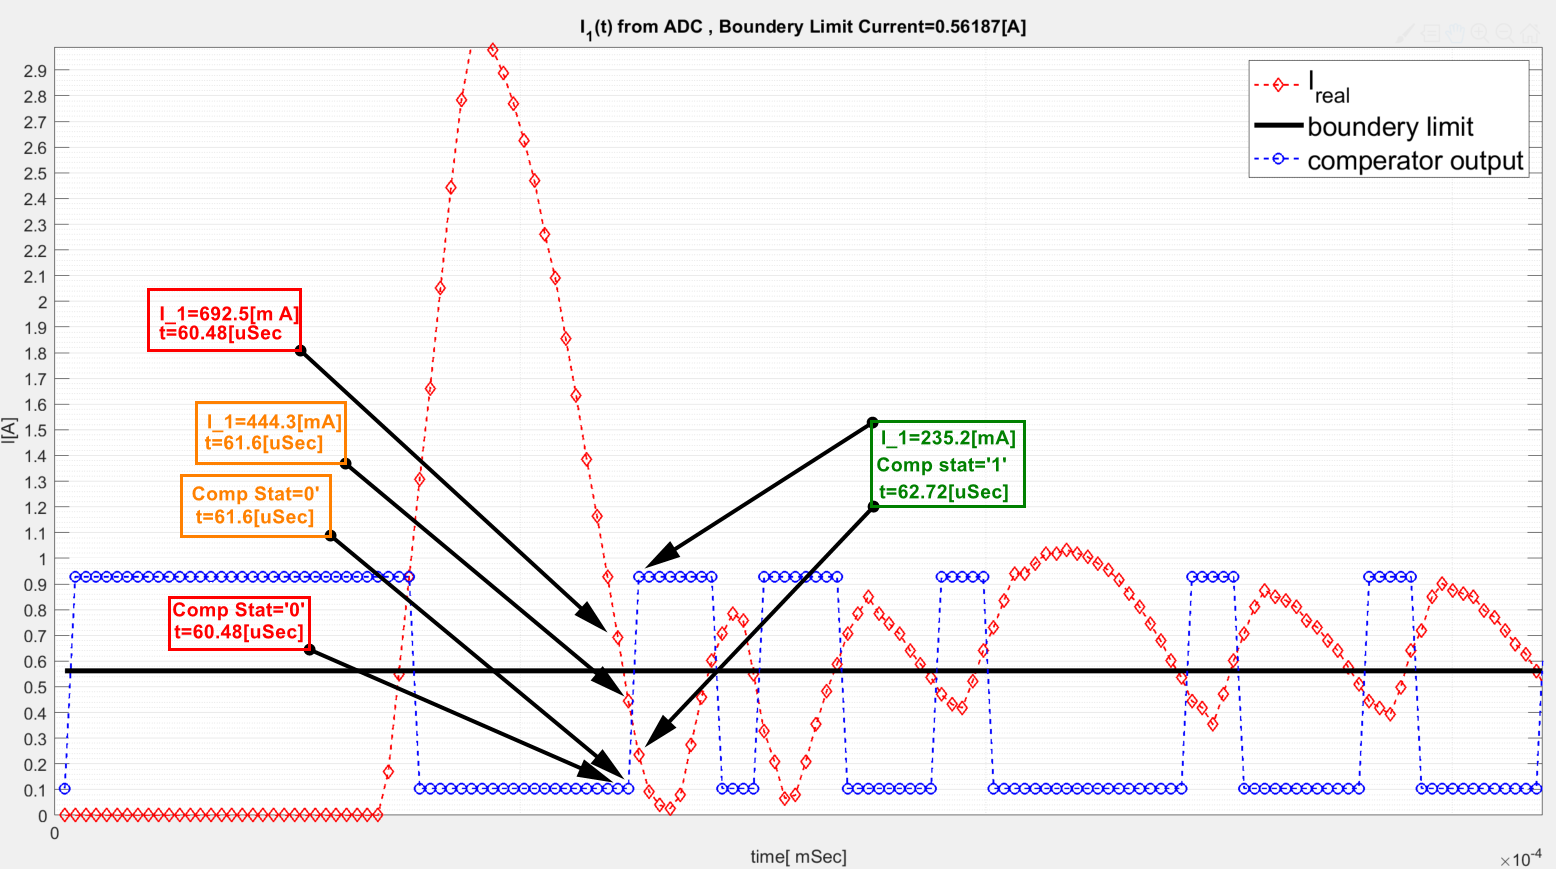 I1(t) from ADC , Boundery Limit Current=0.56187[A]
Ireal
boundery limit
comperator output
2.9
2.8
2.7
2.6
2.5
2.4
2.3
2.2
2.1
2
1.9
1.8
1.7
1.6
1.5
1.4
1.3
1.2
1.1
1
0.9
0.8
0.7
0.6
0.5
0.4
0.3
0.2
0.1
0
I[A]
I_1=692.5[m A]
t=60.48[uSec
I_1=444.3[mA]
t=61.6[uSec]
Comp Stat=0'
t=61.6[uSec]
Comp Stat='0'
t=60.48[uSec]
I_1=235.2[mA]
Comp stat='1'
t=62.72[uSec]
0
time[ mSec]
×10-4